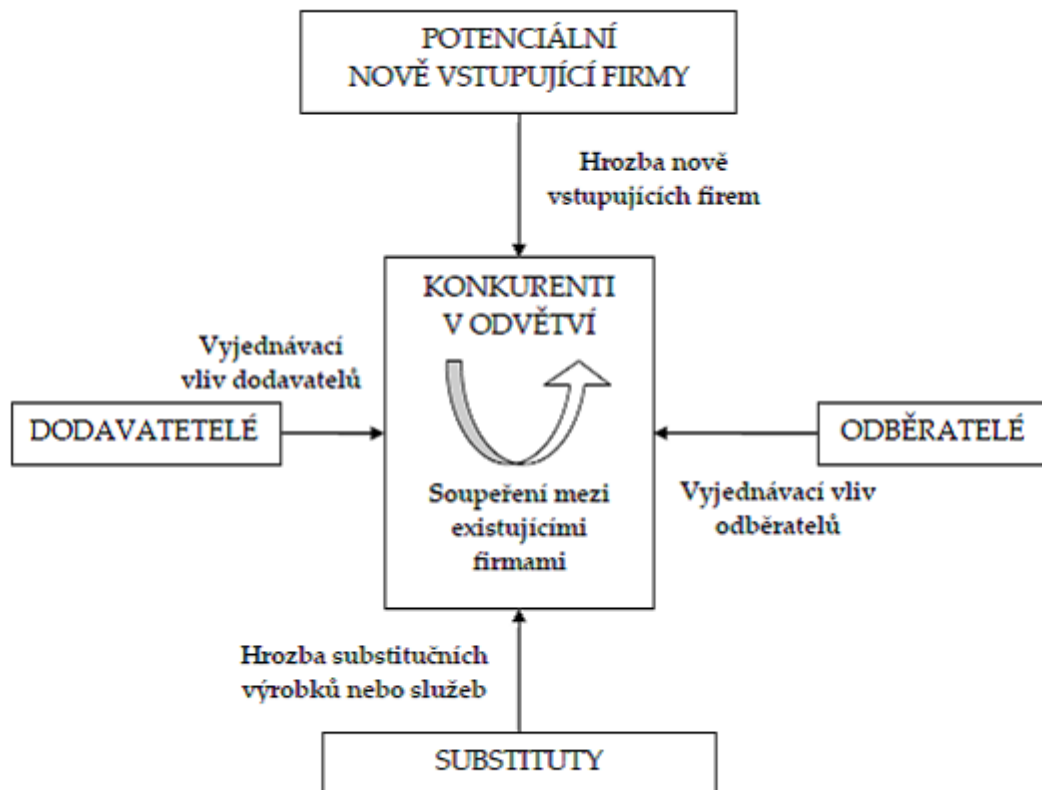 POTENCIÁLNÍ
NOVĚ VSTUPUJÍCÍ FIRMY
Hrozba nově
vstupujících firem
KONKURENTI
V ODVĚTVÍ
Vyjednávací
vliv dodavatelů
DODAVATETELÉ
ODBĚRATELÉ
Soupeření mezi
existujícími
firmami
Vyjednávací vliv
odběratelů
Hrozba substitučních
výrobků nebo služeb
SUBSTITUTY